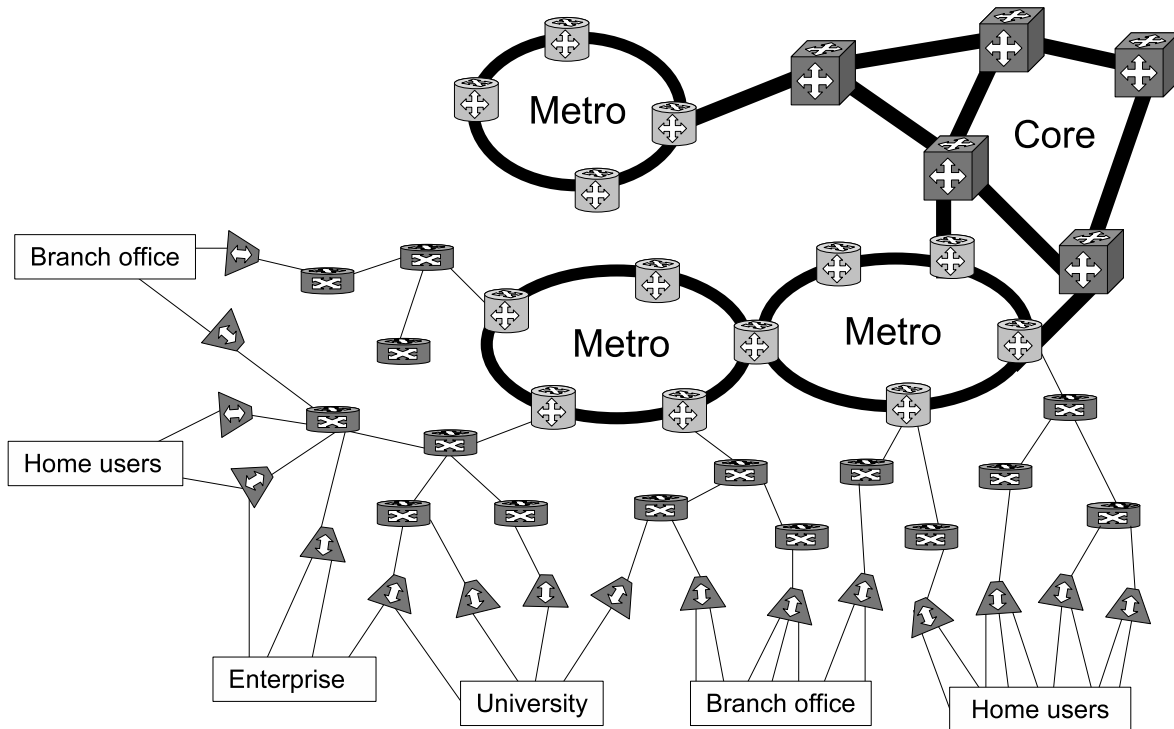 Metro
Core
Branch office
Metro
Metro
Home users
Enterprise
University
Branch office
Home users